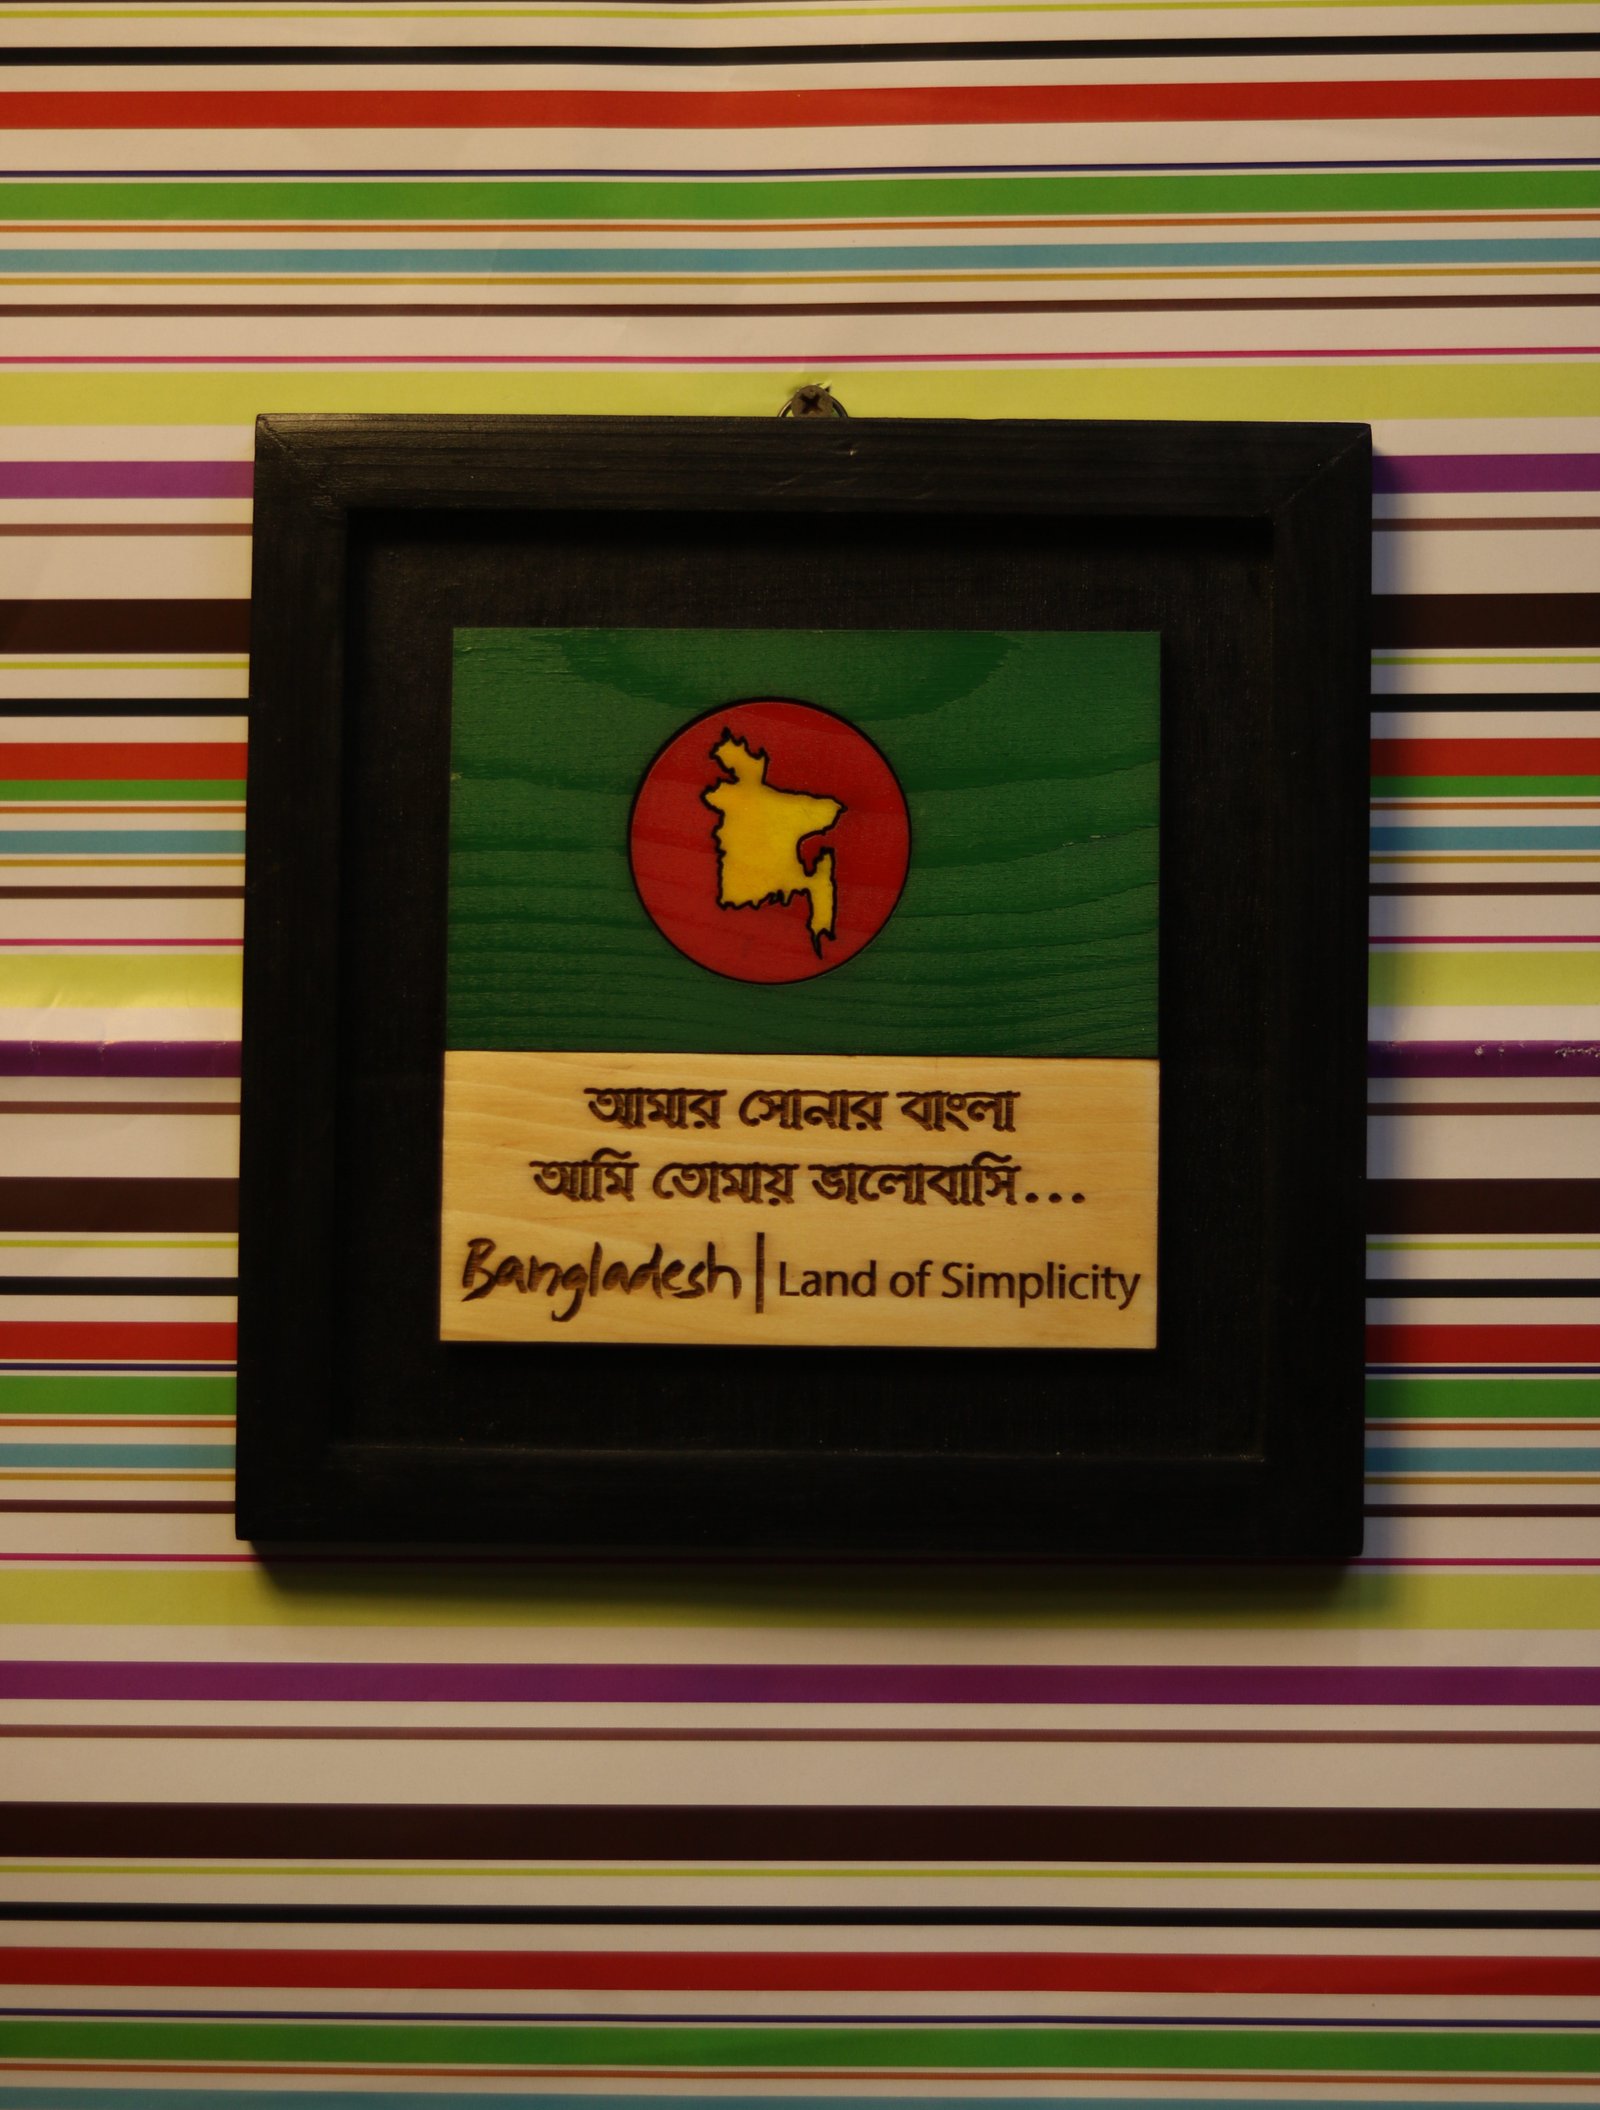 আমার সোনার বাংলা
আমি তোমায় ভালোবাসি...
Bangladesh | Land of Simplicity